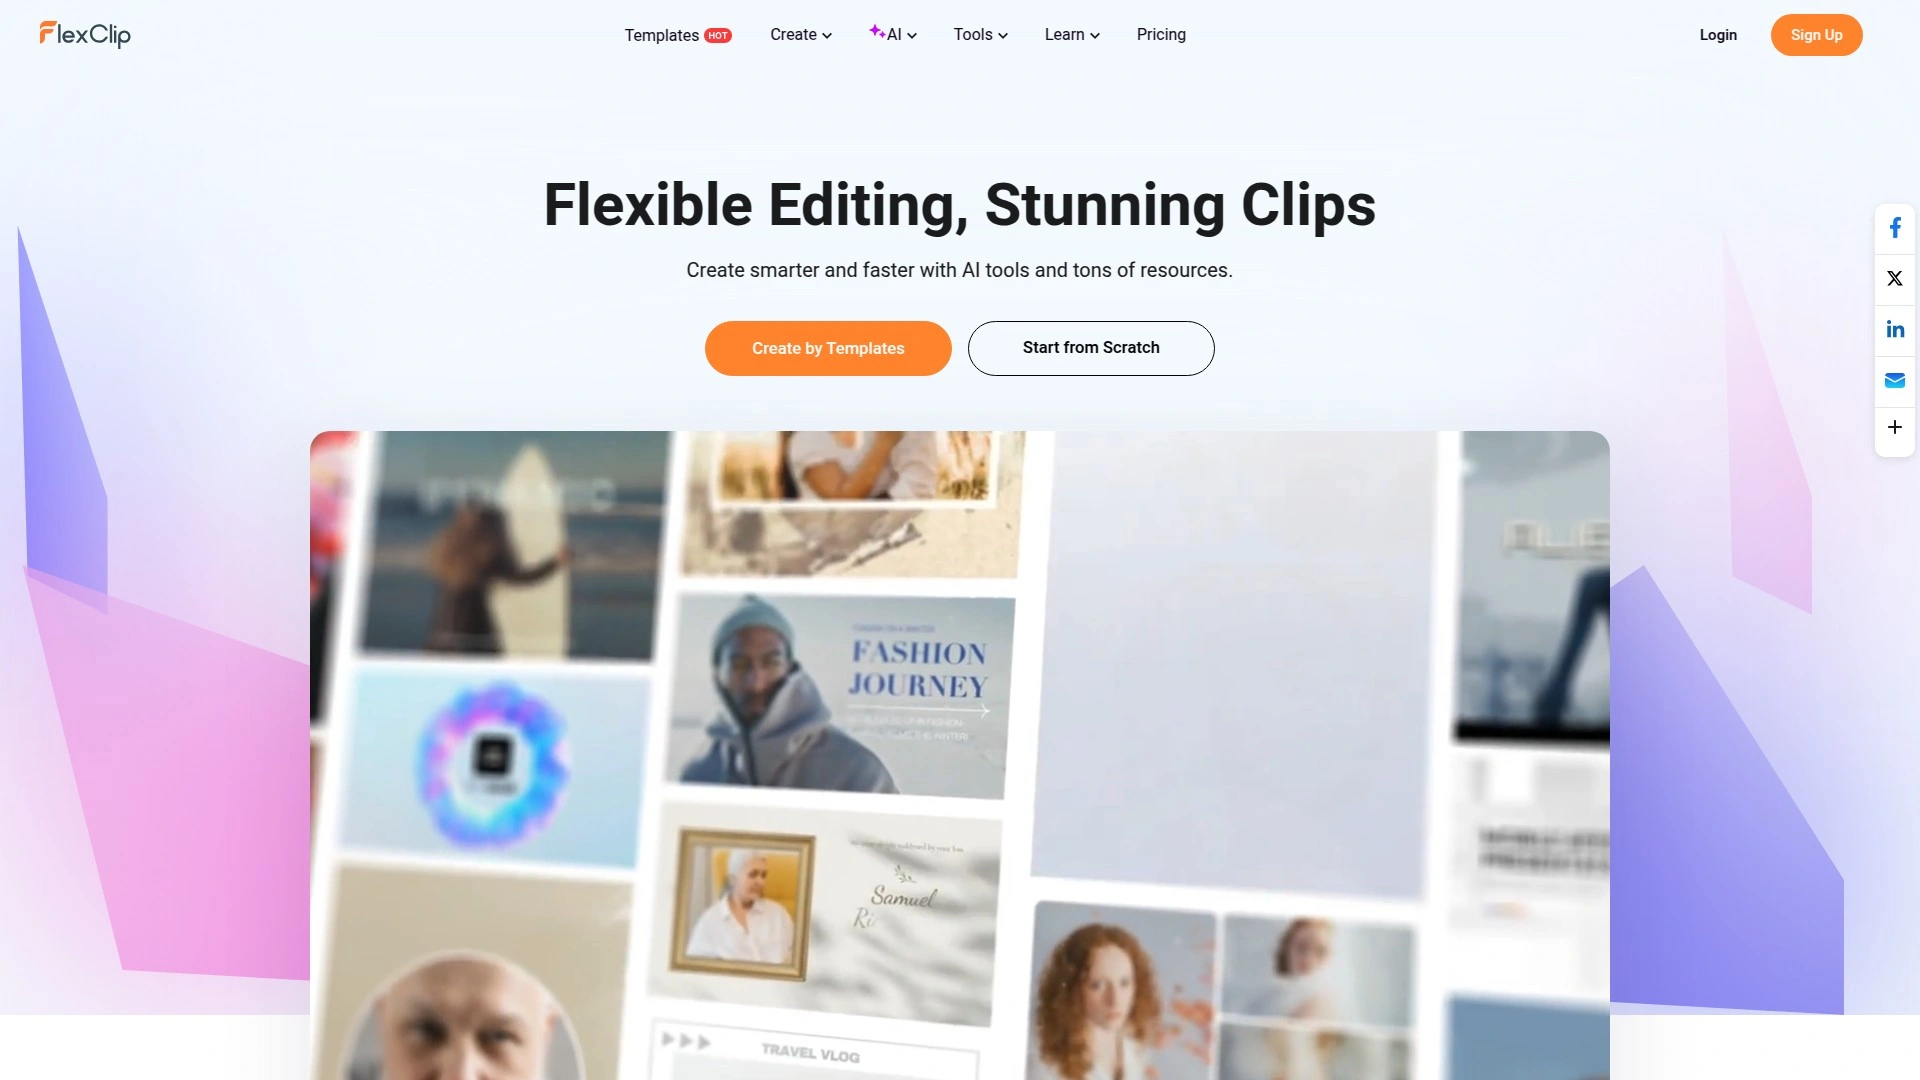 FlexClip
Templates HOT
Create
AI
Tools
Learn
Pricing
Login
Sign Up
Flexible Editing, Stunning Clips
Create smarter and faster with AI tools and tons of resources.
Create by Templates
Start from Scratch
FASHION
JOURNEY
Samuel
Ri
TRAVEL VLOG